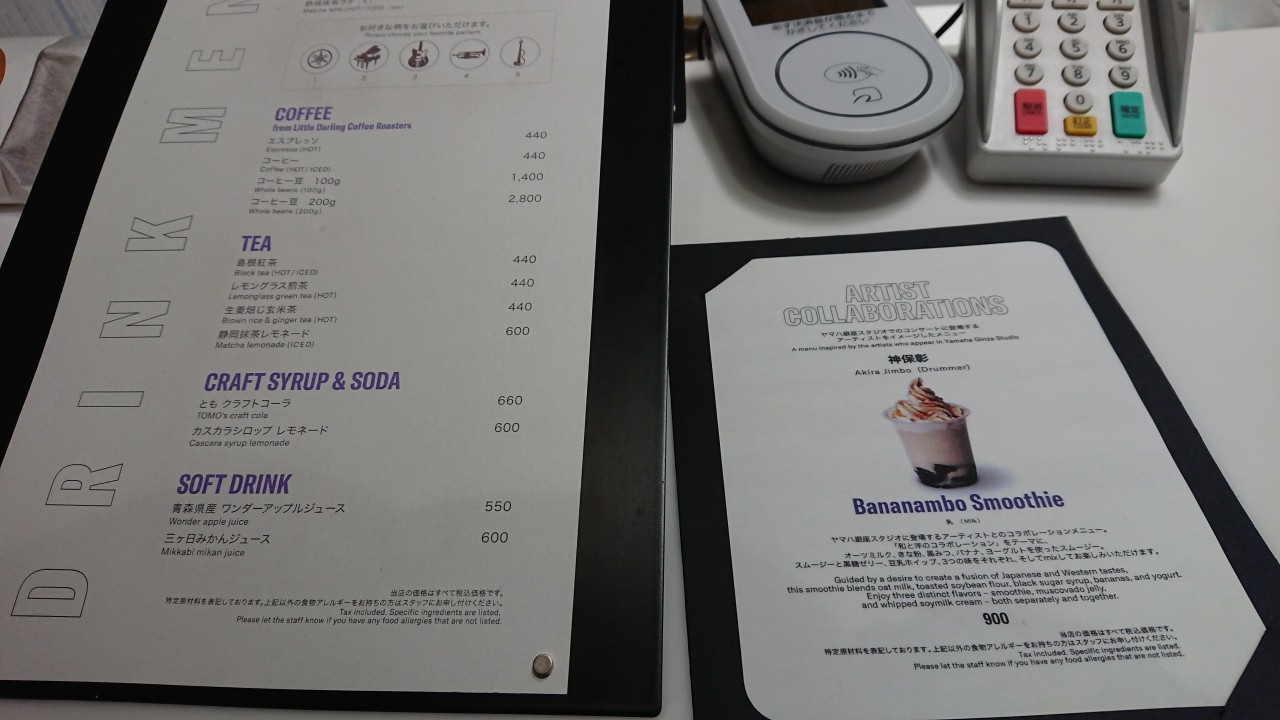 DRINK MEN
お好きな柄をお選びいただけます。
Please choose your favorite pattern.
1 2 3 4 5
COFFEE
from Little Darling Coffee Roasters
エスプレッソ 440
Espresso (HOT)
コーヒー 440
Coffee (HOT/ICED)
コーヒー豆 100g 1,400
Whole beans (100g)
コーヒー豆 200g 2,800
Whole beans (200g)
TEA
島根紅茶 440
Black tea (HOT/ICED)
レモングラス煎茶 440
Lemonglass green tea (HOT)
生姜焙じ玄米茶 440
Brown rice & ginger tea (HOT)
静岡抹茶レモネード 600
Matcha lemonade (ICED)
CRAFT SYRUP & SODA
とも クラフトコーラ 660
TOMO's craft cola
カスカラシロップ レモネード 600
Cascara syrup lemonade
SOFT DRINK
青森県産 ワンダーアップルジュース 550
Wonder apple juice
三ヶ日みかんジュース 600
Mikkabi mikan juice
当店の価格はすべて税込価格です。
特定原材料を表記しております。上記以外の食物アレルギーをお持ちの方はスタッフにお申し付けください。
Tax included. Specific ingredients are listed.
Please let the staff know if you have any food allergies that are not listed.
ARTIST
COLLABORATIONS
ヤマハ銀座スタジオでのコンサートに登場する
アーティストをイメージしたメニュー
A menu inspired by the artists who appear in Yamaha Ginza Studio
神保彰
Akira Jimbo (Drummer)
Bananambo Smoothie
乳 (Milk)
ヤマハ銀座スタジオに登場するアーティストとのコラボレーションメニュー。
「和と洋のコラボレーション」をテーマに、
オーツミルク、きな粉、黒みつ、バナナ、ヨーグルトを使ったスムージー。
スムージーと黒糖ゼリー、豆乳ホイップ、3つの味をそれぞれ、そしてmixしてお楽しみいただけます。
Guided by a desire to create a fusion of Japanese and Western tastes,
this smoothie blends oat milk, toasted soybean flour, black sugar syrup, bananas, and yogurt.
Enjoy three distinct flavors – smoothie, muscovado jelly,
and whipped soymilk cream – both separately and together.
900
当店の価格はすべて税込価格です。
特定原材料を表記しております。上記以外の食物アレルギーをお持ちの方はスタッフにお申し付けください。
Tax included. Specific ingredients are listed.
Please let the staff know if you have any food allergies that are not listed.
1 2 3
4 5 6
7 8 9
0
取消 訂正 確定